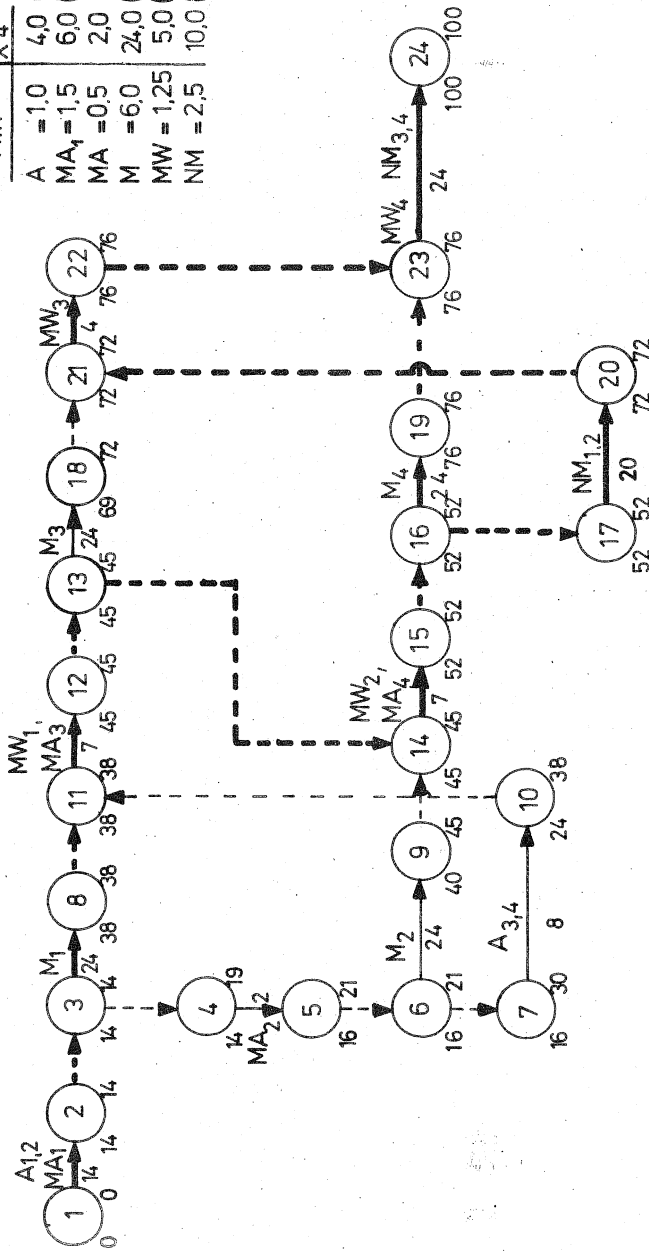 X 4
A = 1,0 4,0 (
MA₁ = 1,5 6,0 (
MA = 0,5 2,0
M = 6,0 24,0 (
MW = 1,25 5,0 (
NM = 2,5 10,0 (
A1,2 MW₁,
MA1 M₁ MA₃ M₃ MW₃
1 2 3 8 11 12 13 18 21 22
14 24 7 24 4
0 0 14 14 14 14 38 38 38 38 45 45 45 45 69 72 72 72 76 76
4
14 19
MA₂ 2
5
16 21
MW₂,
M₂ MA₄ M₄ MW₄ NM₃,₄
6 9 14 15 16 19 23 24
24 7 24 24
16 21 40 45 45 45 52 52 52 52 76 76 76 76 100 100
A₃,₄ NM₁,₂
7 10 17 20
8 20
16 30 24 38 52 52 72 72